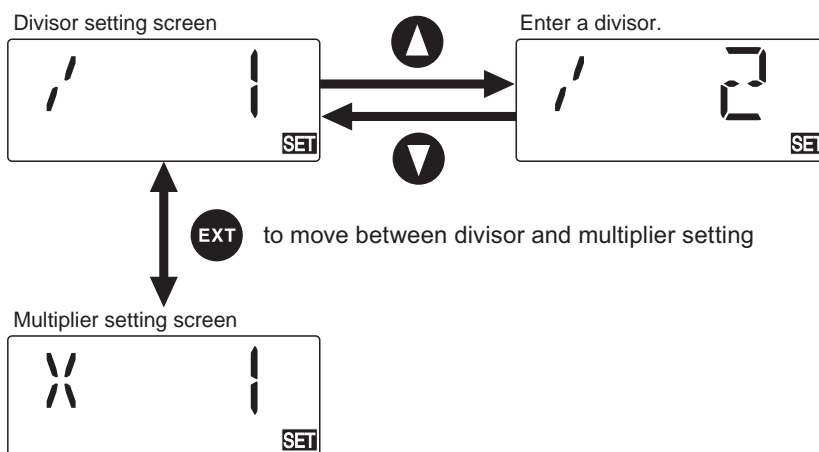 Divisor setting screen
Enter a divisor.
/ 1
SET
/ 2
SET
EXT
to move between divisor and multiplier setting
Multiplier setting screen
X 1
SET